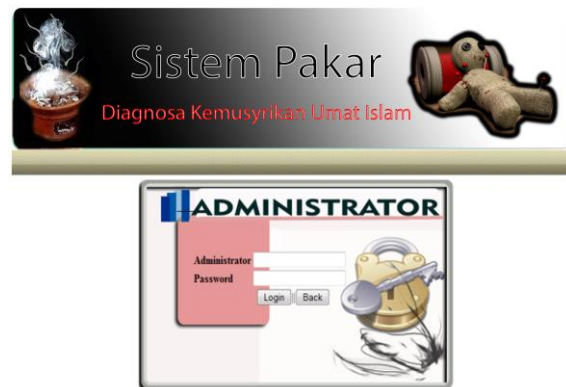 Sistem Pakar
Diagnosa Kemusyrikan Umat Islam
ADMINISTRATOR
Administrator
Password
Login Back